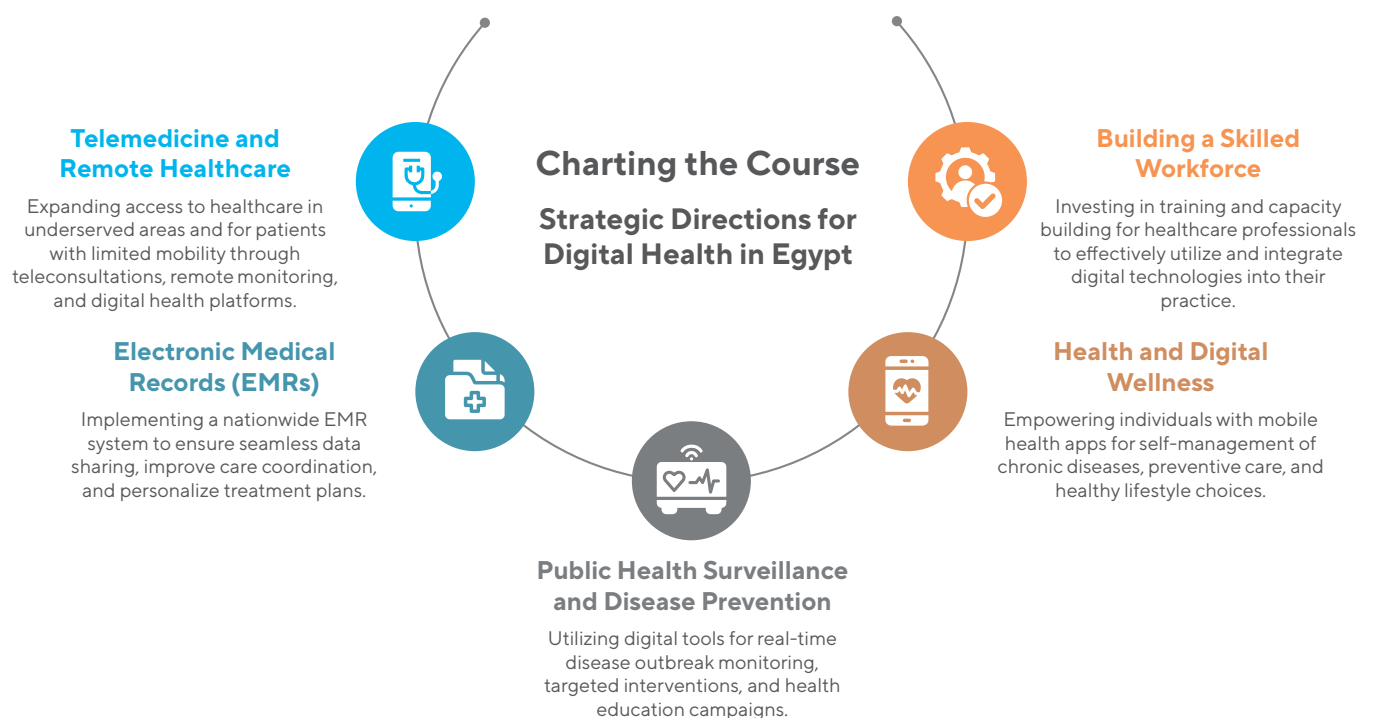 Charting the Course
Strategic Directions for
Digital Health in Egypt
Telemedicine and
Remote Healthcare
Expanding access to healthcare in
underserved areas and for patients
with limited mobility through
teleconsultations, remote monitoring,
and digital health platforms.
Electronic Medical
Records (EMRs)
Implementing a nationwide EMR
system to ensure seamless data
sharing, improve care coordination,
and personalize treatment plans.
Public Health Surveillance
and Disease Prevention
Utilizing digital tools for real-time
disease outbreak monitoring,
targeted interventions, and health
education campaigns.
Health and Digital
Wellness
Empowering individuals with mobile
health apps for self-management of
chronic diseases, preventive care, and
healthy lifestyle choices.
Building a Skilled
Workforce
Investing in training and capacity
building for healthcare professionals
to effectively utilize and integrate
digital technologies into their
practice.